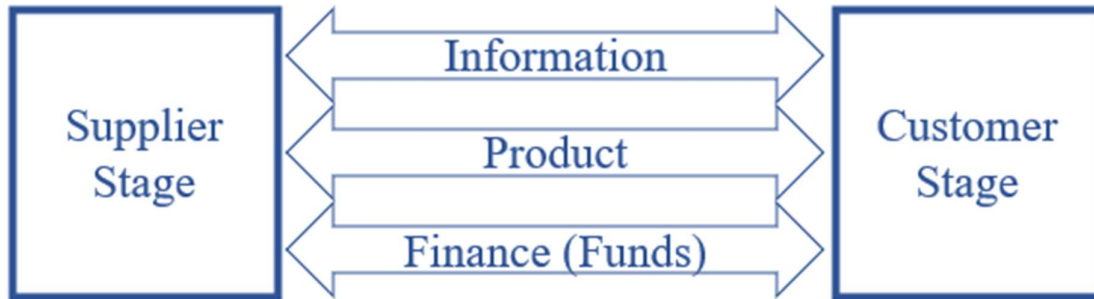 Supplier
Stage
Information
Product
Finance (Funds)
Customer
Stage